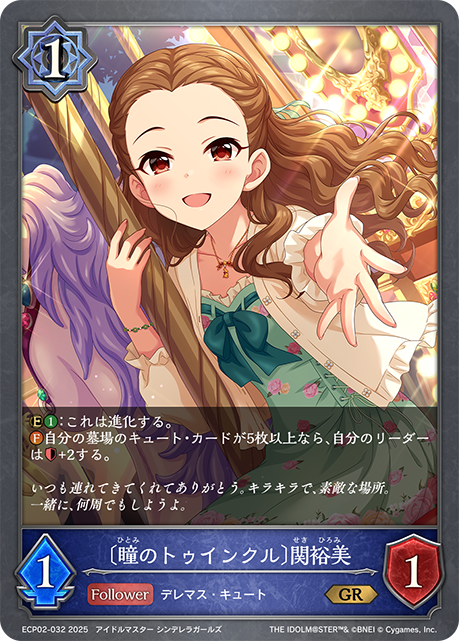 1
E 1：これは進化する。
F 自分の墓場のキュート・カードが5枚以上なら、自分のリーダー
は+2する。
いつも連れてきてくれてありがとう。キラキラで、素敵な場所。
一緒に、何周でもしようよ。
ひとみ せき ひろみ
〔瞳のトゥインクル〕関裕美
1
Follower デレマス・キュート GR
1
ECP02-032 2025 アイドルマスター シンデレラガールズ THE IDOLM@STER™& ©BNEI © Cygames, Inc.